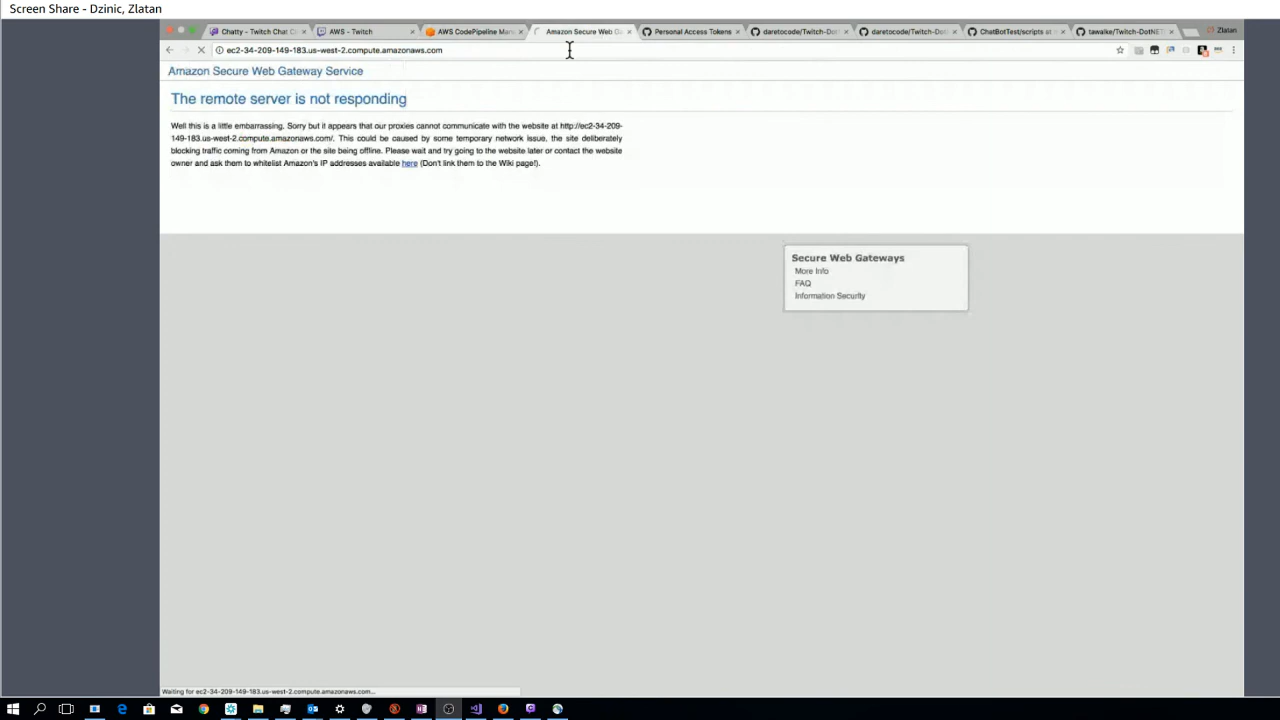 Screen Share - Dzinic, Zlatan
Chatty - Twitch Chat Cl
AWS - Twitch
AWS CodePipeline Man
Amazon Secure Web G
Personal Access Tokens
daretocode/Twitch-Dot
daretocode/Twitch-Dot
ChatBotTest/scripts at
tawalke/Twitch-DotNET
Zlatan
ec2-34-209-149-183.us-west-2.compute.amazonaws.com
Amazon Secure Web Gateway Service
The remote server is not responding
Well this is a little embarrassing. Sorry but it appears that our proxies cannot communicate with the website at http://ec2-34-209-
149-183.us-west-2.compute.amazonaws.com/. This could be caused by some temporary network issue, the site deliberately
blocking traffic coming from Amazon or the site being offline. Please wait and try going to the website later or contact the website
owner and ask them to whitelist Amazon's IP addresses available here (Don't link them to the Wiki page!).
Secure Web Gateways
More Info
FAQ
Information Security
Waiting for ec2-34-209-149-183.us-west-2.compute.amazonaws.com...